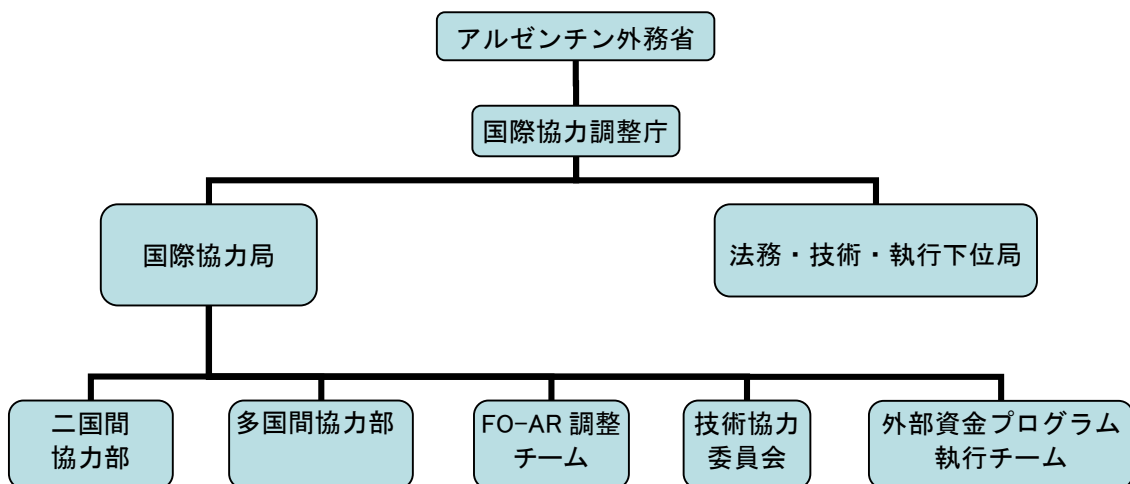 アルゼンチン外務省
国際協力調整庁
国際協力局
法務・技術・執行下位局
二国間
協力部
多国間協力部
FO-AR 調整
チーム
技術協力
委員会
外部資金プログラム
執行チーム